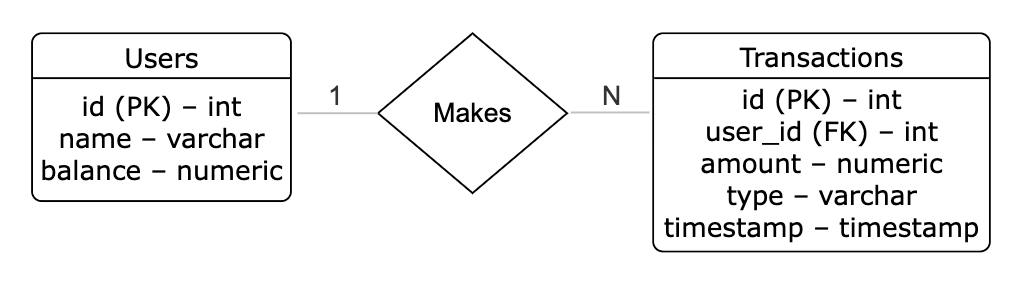 Users
id (PK) – int
name – varchar
balance – numeric
1
Makes
N
Transactions
id (PK) – int
user_id (FK) – int
amount – numeric
type – varchar
timestamp – timestamp